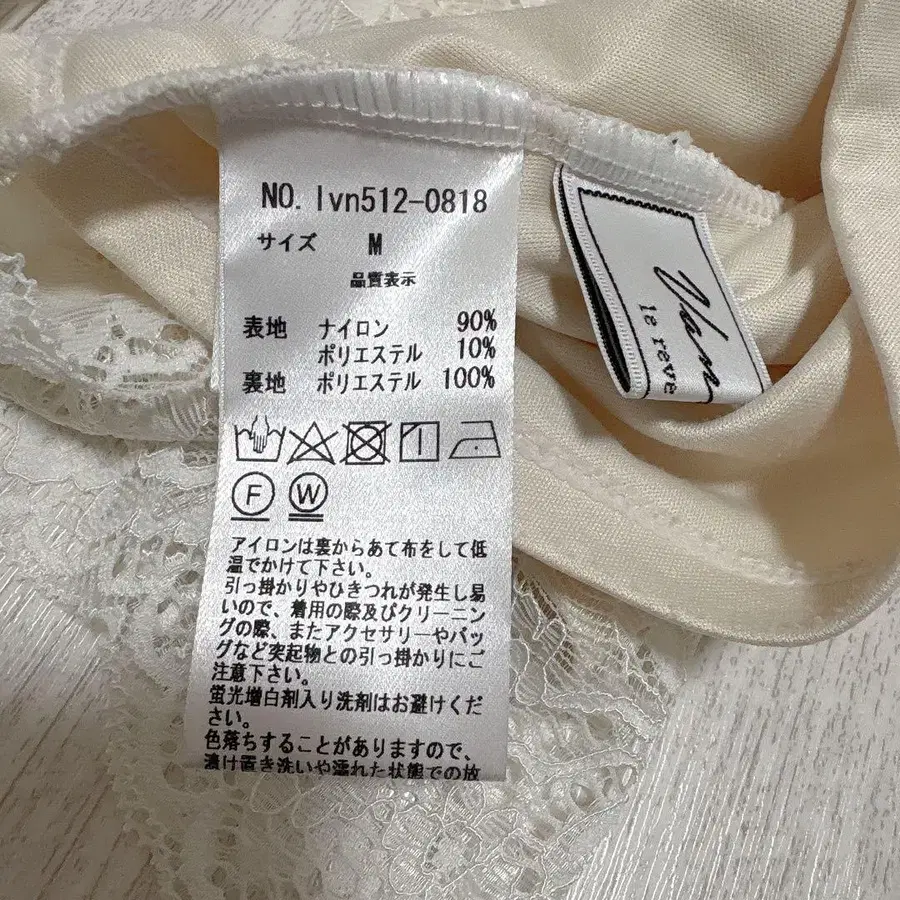 NO. lvn512-0818
サイズ M
品質表示
表地 ナイロン 90%
ポリエステル 10%
裏地 ポリエステル 100%
F W
アイロンは裏からあて布をして低
温でかけて下さい。
引っ掛かりやひきつれが発生し易
いので、着用の際及びクリーニン
グの際、またアクセサリーやバッ
グなど突起物との引っ掛かりにご
注意下さい。
蛍光増白剤入り洗剤はお避けくだ
さい。
色落ちすることがありますので、
漬け置き洗いや濡れた状態での放
le reve